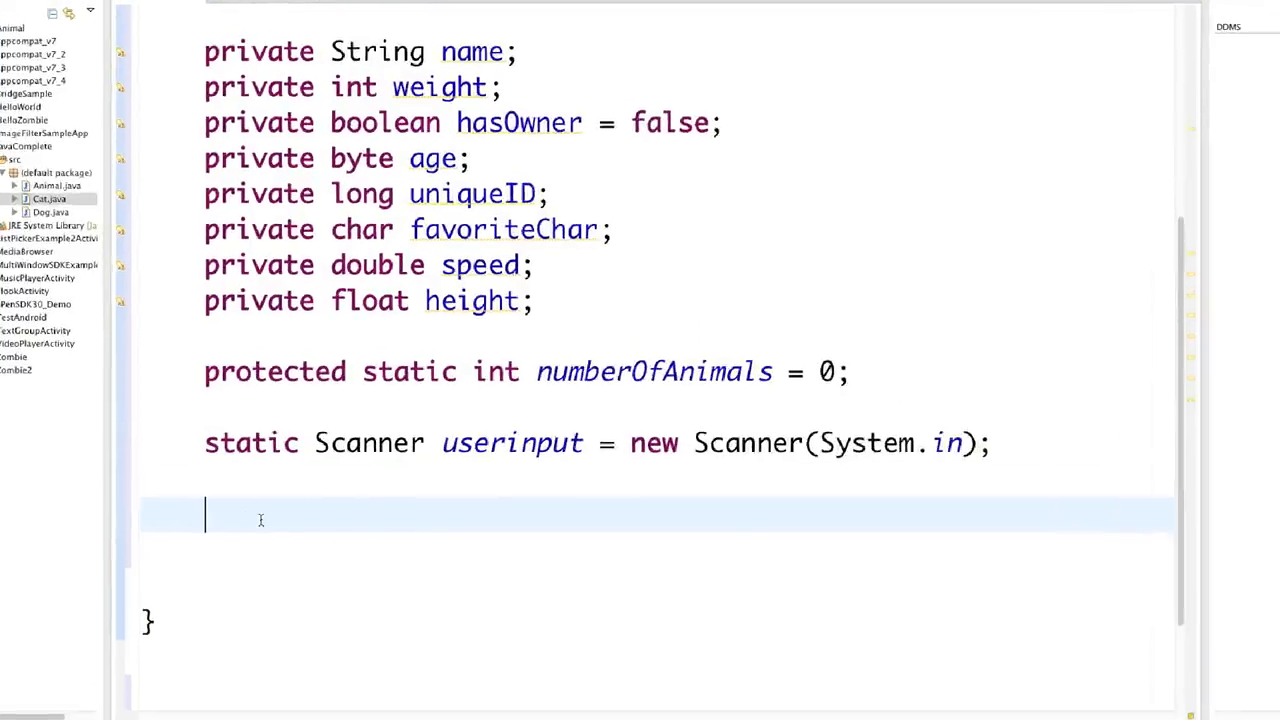 DDMS
Animal
appcompat_v7
appcompat_v7_2
appcompat_v7_3
appcompat_v7_4
BridgeSample
HelloWorld
HelloZombie
ImageFilterSampleApp
JavaComplete
src
(default package)
Animal.java
Cat.java
Dog.java
JRE System Library [Ja
ListPickerExample2Activi
MediaBrowser
MultiWindowSDKExample
MusicPlayerActivity
lookActivity
PenSDK30_Demo
TestAndroid
TextGroupActivity
VideoPlayerActivity
Zombie
Zombie2
private String name;
private int weight;
private boolean hasOwner = false;
private byte age;
private long uniqueID;
private char favoriteChar;
private double speed;
private float height;
protected static int numberOfAnimals = 0;
static Scanner userinput = new Scanner(System.in);
}